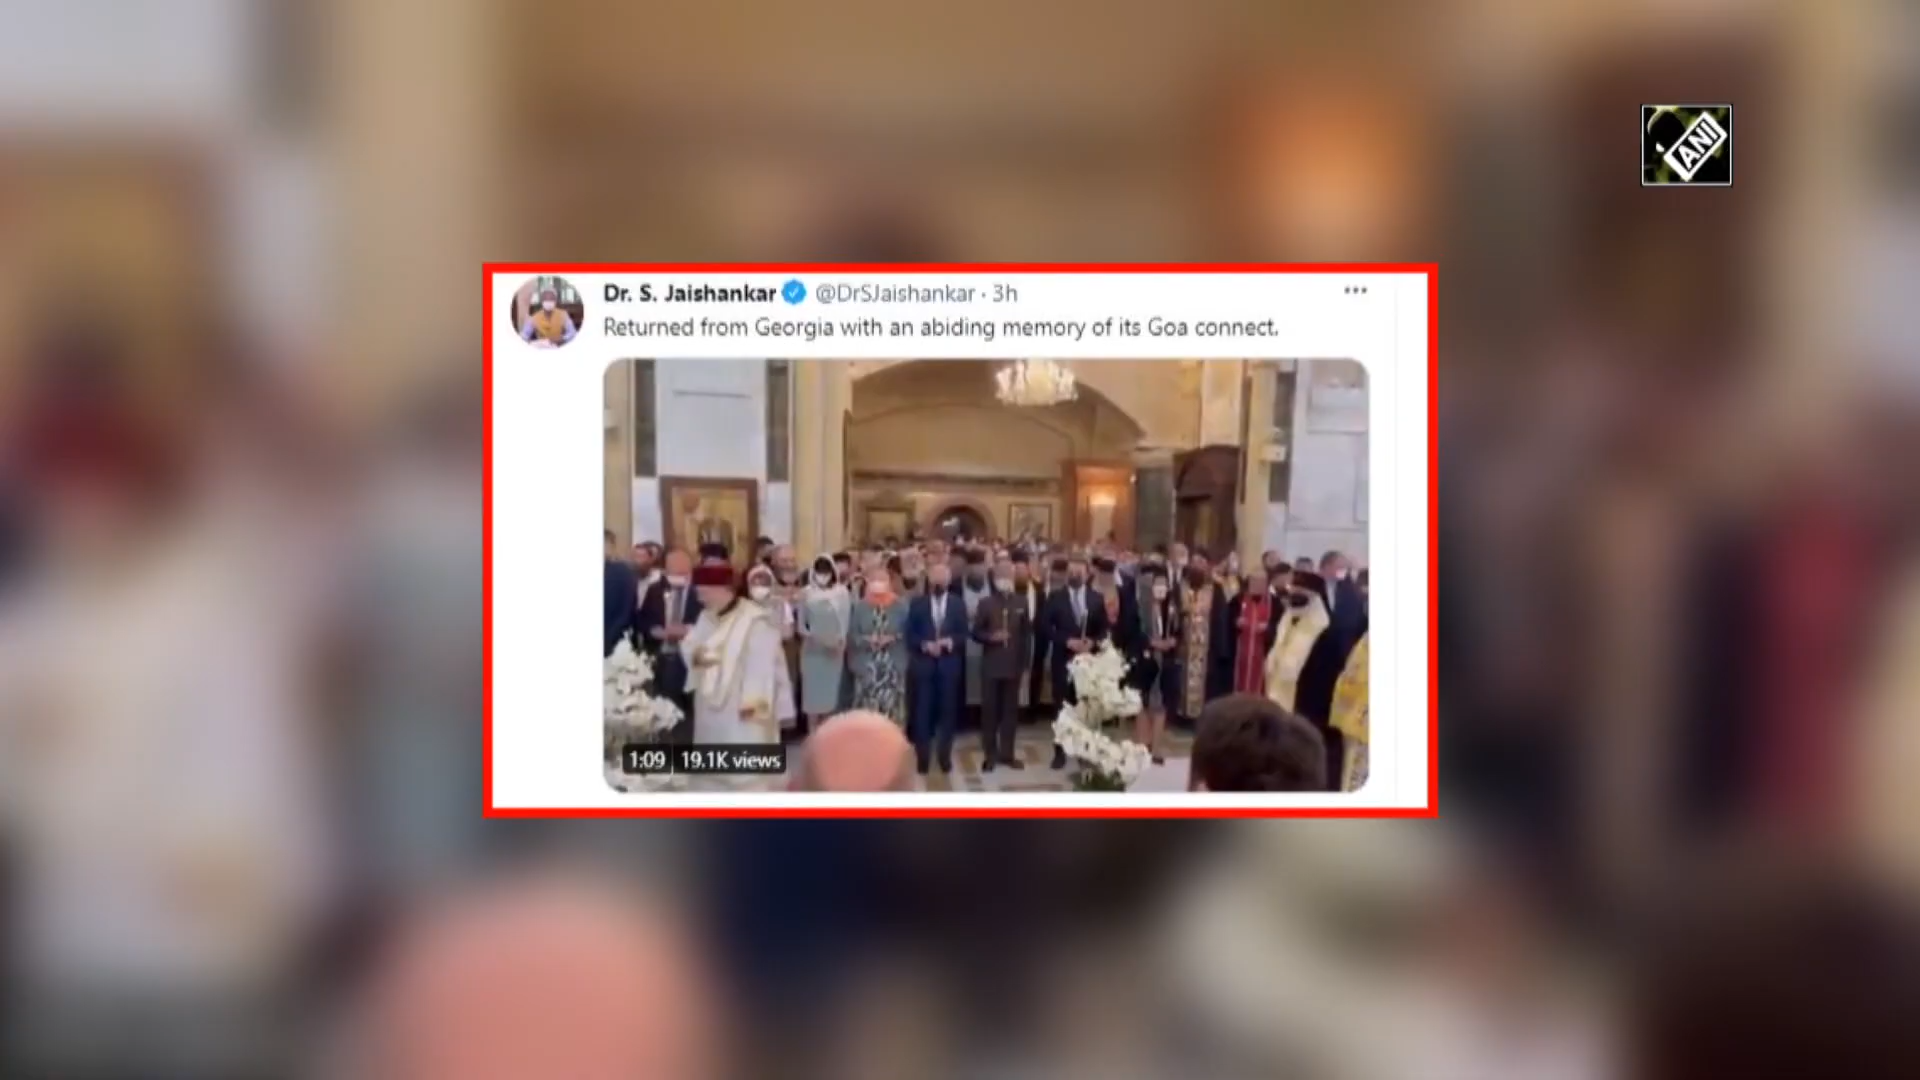 ANI
Dr. S. Jaishankar @DrSJaishankar · 3h
Returned from Georgia with an abiding memory of its Goa connect.
1:09 19.1K views